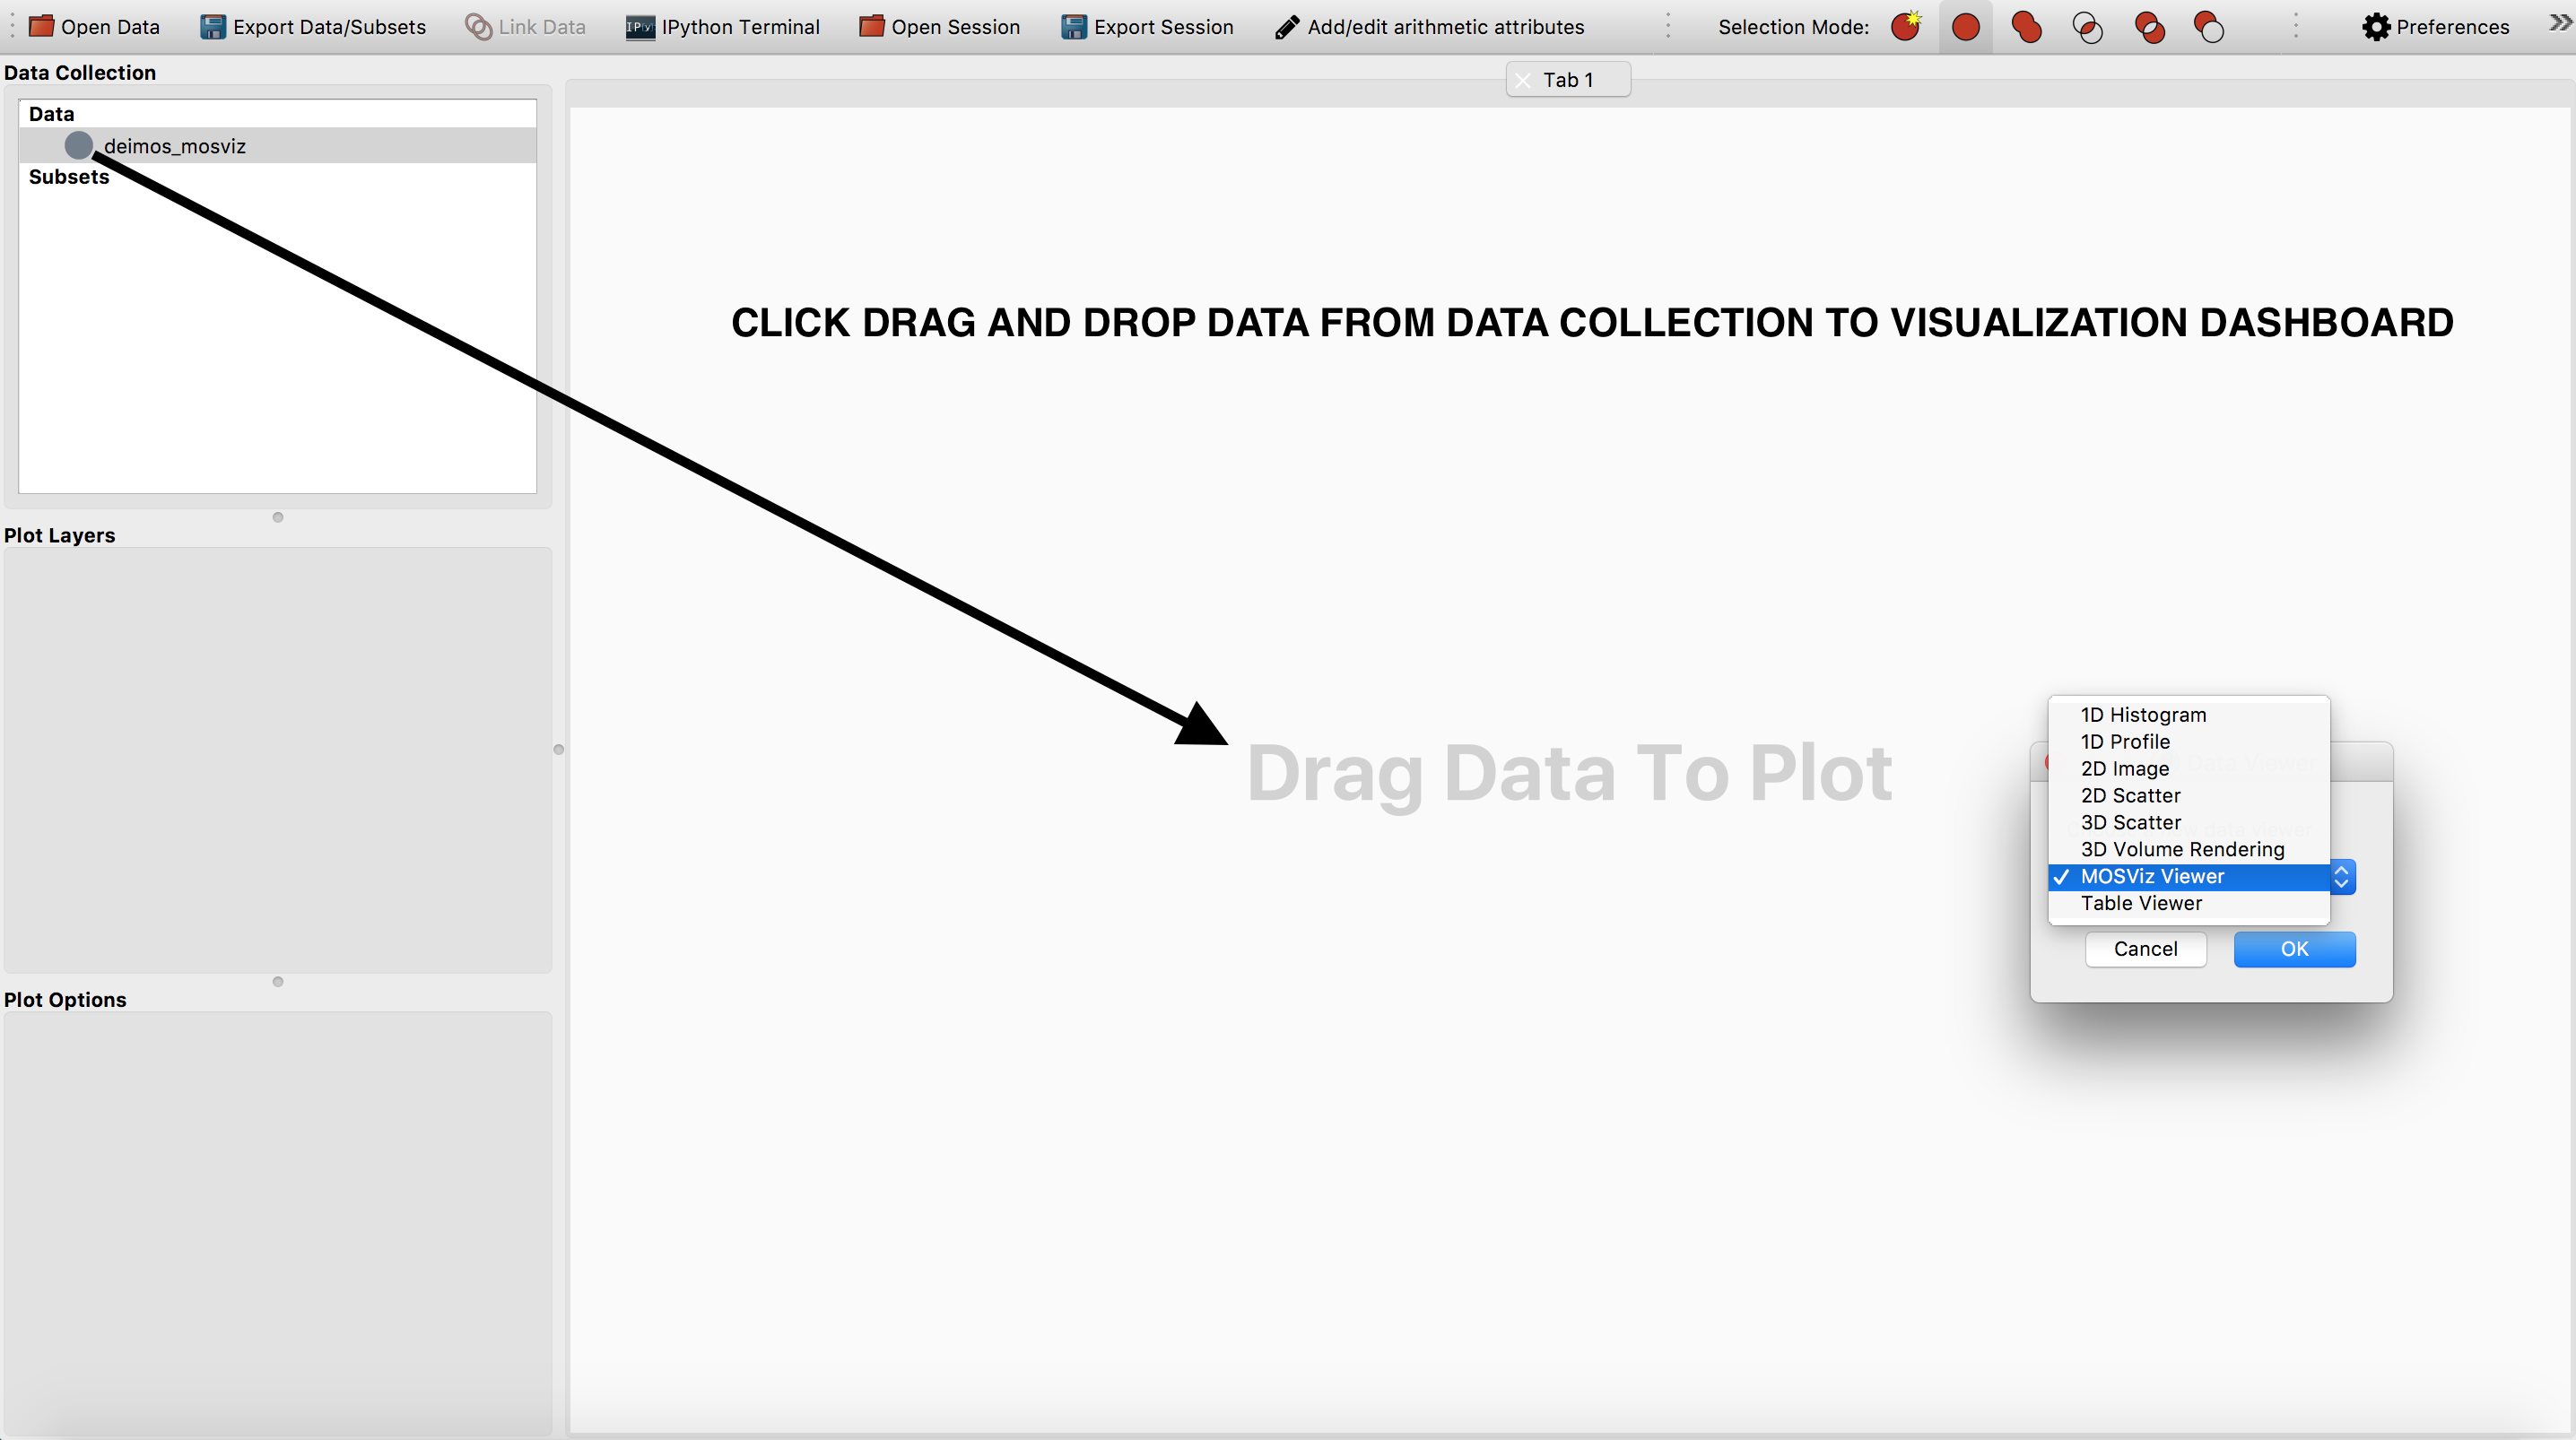 Open Data Export Data/Subsets Link Data IPython Terminal Open Session Export Session Add/edit arithmetic attributes Selection Mode: Preferences
Data Collection
Tab 1
Data
deimos_mosviz
Subsets
CLICK DRAG AND DROP DATA FROM DATA COLLECTION TO VISUALIZATION DASHBOARD
Plot Layers
Drag Data To Plot
1D Histogram
1D Profile
2D Image
2D Scatter
3D Scatter
3D Volume Rendering
MOSViz Viewer
Table Viewer
Cancel OK
Plot Options